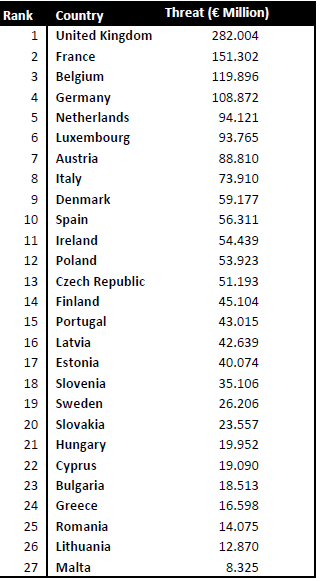 Rank Country Threat (€ Million)
1 United Kingdom 282.004
2 France 151.302
3 Belgium 119.896
4 Germany 108.872
5 Netherlands 94.121
6 Luxembourg 93.765
7 Austria 88.810
8 Italy 73.910
9 Denmark 59.177
10 Spain 56.311
11 Ireland 54.439
12 Poland 53.923
13 Czech Republic 51.193
14 Finland 45.104
15 Portugal 43.015
16 Latvia 42.639
17 Estonia 40.074
18 Slovenia 35.106
19 Sweden 26.206
20 Slovakia 23.557
21 Hungary 19.952
22 Cyprus 19.090
23 Bulgaria 18.513
24 Greece 16.598
25 Romania 14.075
26 Lithuania 12.870
27 Malta 8.325